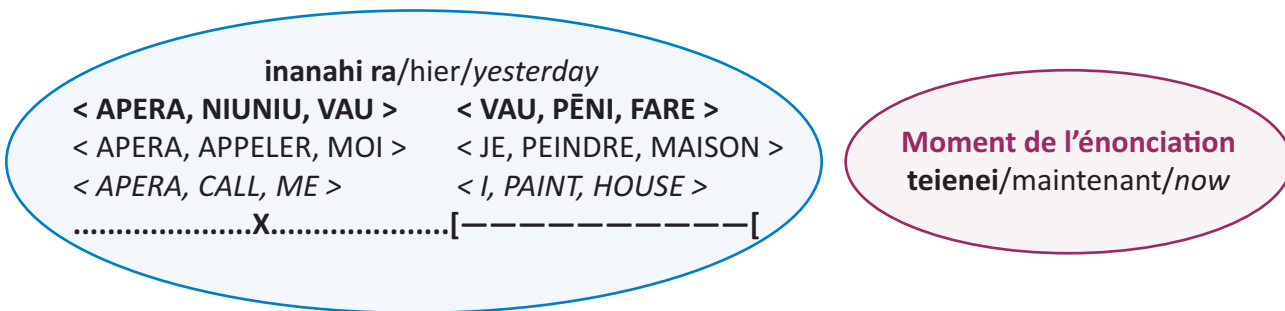 inanahi ra/hier/yesterday
< APERA, NIUNIU, VAU > < VAU, PĒNI, FARE >
< APERA, APPELER, MOI > < JE, PEINDRE, MAISON >
< APERA, CALL, ME > < I, PAINT, HOUSE >
.....................X.....................[——————————[
Moment de l'énonciation
teienei/maintenant/now